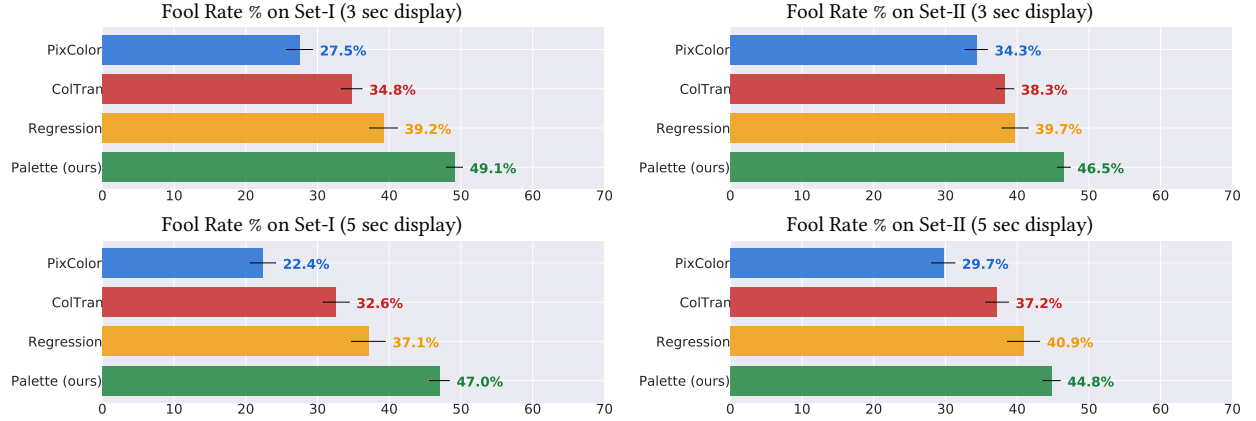 Fool Rate % on Set-I (3 sec display)
PixColor
27.5%
ColTran
34.8%
Regression
39.2%
Palette (ours)
49.1%
0 10 20 30 40 50 60 70
Fool Rate % on Set-II (3 sec display)
PixColor
34.3%
ColTran
38.3%
Regression
39.7%
Palette (ours)
46.5%
0 10 20 30 40 50 60 70
Fool Rate % on Set-I (5 sec display)
PixColor
22.4%
ColTran
32.6%
Regression
37.1%
Palette (ours)
47.0%
0 10 20 30 40 50 60 70
Fool Rate % on Set-II (5 sec display)
PixColor
29.7%
ColTran
37.2%
Regression
40.9%
Palette (ours)
44.8%
0 10 20 30 40 50 60 70